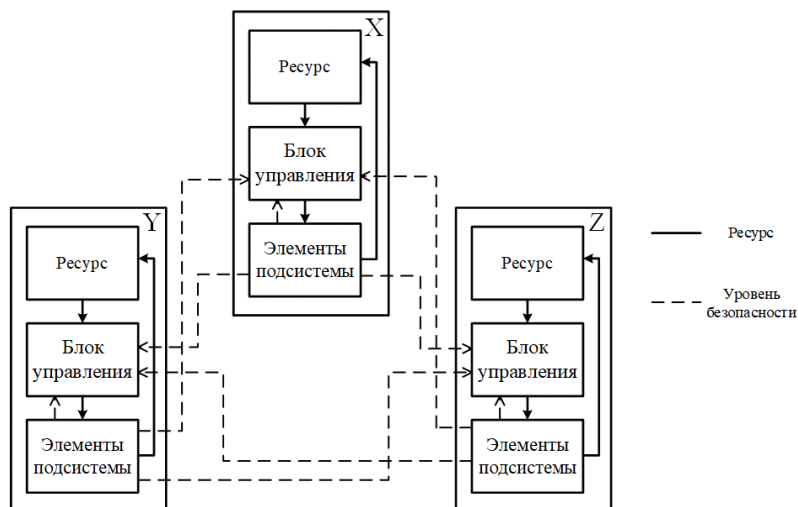 X
Ресурс
Блок
управления
Элементы
подсистемы
Y
Ресурс
Блок
управления
Элементы
подсистемы
Z
Ресурс
Блок
управления
Элементы
подсистемы
Ресурс
Уровень
безопасности